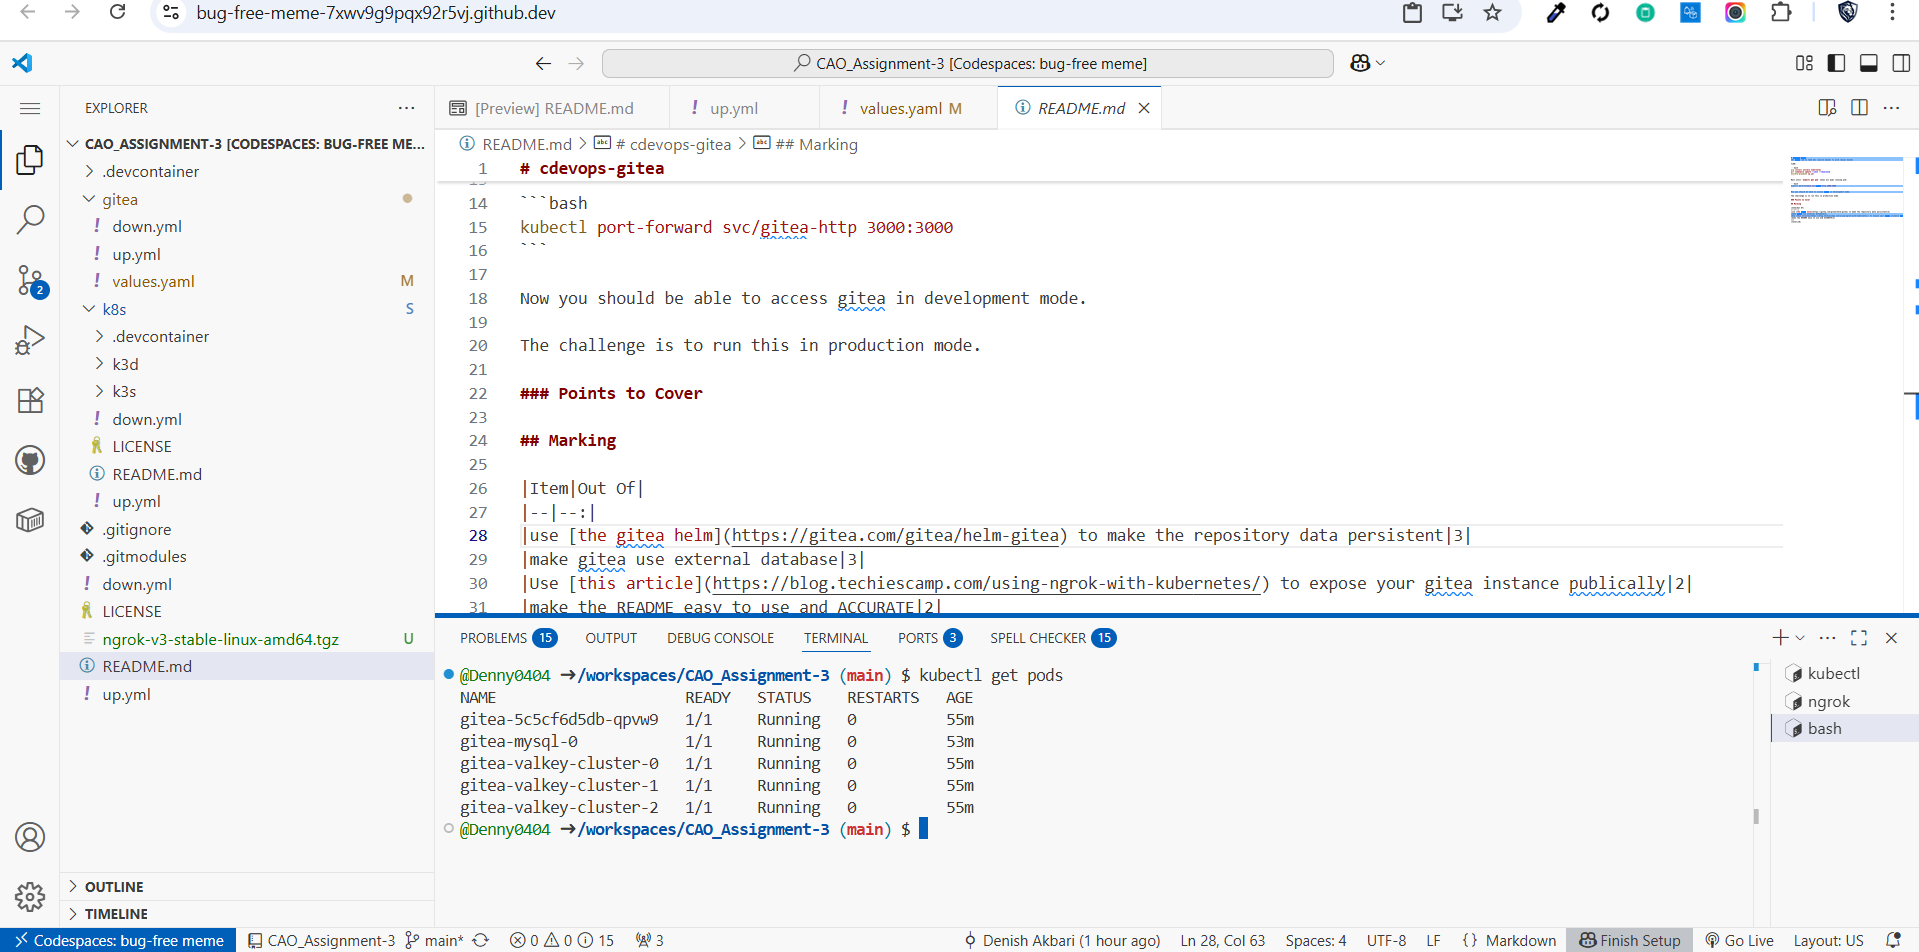 bug-free-meme-7xwv9g9pqx92r5vj.github.dev
CAO_Assignment-3 [Codespaces: bug-free meme]
EXPLORER
CAO_ASSIGNMENT-3 [CODESPACES: BUG-FREE ME...
.devcontainer
gitea
! down.yml
! up.yml
! values.yaml M
k8s S
.devcontainer
k3d
k3s
! down.yml
LICENSE
README.md
! up.yml
.gitignore
.gitmodules
! down.yml
LICENSE
ngrok-v3-stable-linux-amd64.tgz U
README.md
! up.yml
OUTLINE
TIMELINE
2
[Preview] README.md
! up.yml
! values.yaml M
README.md
README.md > # cdevops-gitea > ## Marking
1 # cdevops-gitea
14 ```bash
15 kubectl port-forward svc/gitea-http 3000:3000
16 ```
17
18 Now you should be able to access gitea in development mode.
19
20 The challenge is to run this in production mode.
21
22 ### Points to Cover
23
24 ## Marking
25
26 |Item|Out Of|
27 |--|--:|
28 |use [the gitea helm](https://gitea.com/gitea/helm-gitea) to make the repository data persistent|3|
29 |make gitea use external database|3|
30 |Use [this article](https://blog.techiescamp.com/using-ngrok-with-kubernetes/) to expose your gitea instance publically|2|
31 |make the README easy to use and ACCURATE|2|
PROBLEMS 15 OUTPUT DEBUG CONSOLE TERMINAL PORTS 3 SPELL CHECKER 15
@Denny0404 ➜/workspaces/CAO_Assignment-3 (main) $ kubectl get pods
NAME READY STATUS RESTARTS AGE
gitea-5c5cf6d5db-qpvw9 1/1 Running 0 55m
gitea-mysql-0 1/1 Running 0 53m
gitea-valkey-cluster-0 1/1 Running 0 55m
gitea-valkey-cluster-1 1/1 Running 0 55m
gitea-valkey-cluster-2 1/1 Running 0 55m
@Denny0404 ➜/workspaces/CAO_Assignment-3 (main) $
kubectl
ngrok
bash
Codespaces: bug-free meme CAO_Assignment-3 main* 0 0 15 3 Denish Akbari (1 hour ago) Ln 28, Col 63 Spaces: 4 UTF-8 LF {} Markdown Finish Setup Go Live Layout: US